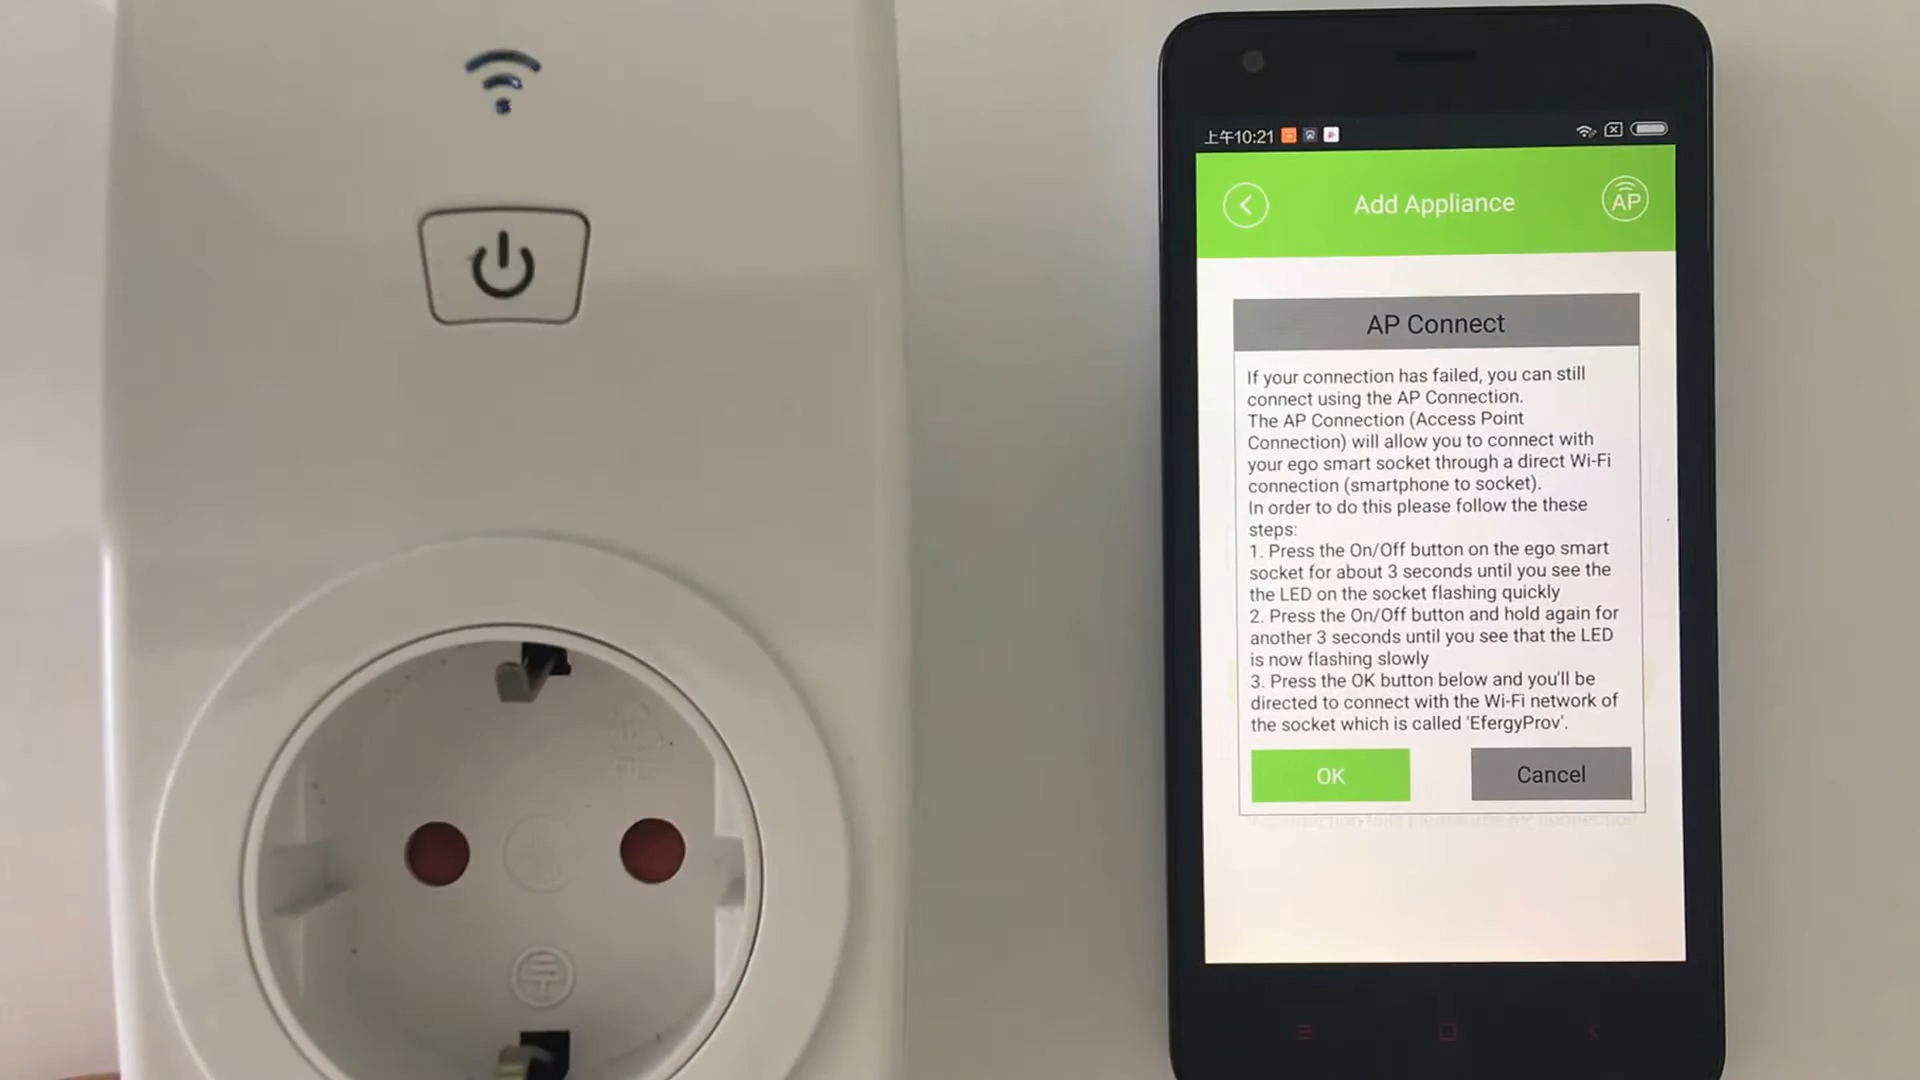 上午10:21
Add Appliance
AP
AP Connect
If your connection has failed, you can still
connect using the AP Connection.
The AP Connection (Access Point
Connection) will allow you to connect with
your ego smart socket through a direct Wi-Fi
connection (smartphone to socket).
In order to do this please follow the these
steps:
1. Press the On/Off button on the ego smart
socket for about 3 seconds until you see the
the LED on the socket flashing quickly
2. Press the On/Off button and hold again for
another 3 seconds until you see that the LED
is now flashing slowly
3. Press the OK button below and you'll be
directed to connect with the Wi-Fi network of
the socket which is called 'EfergyProv'.
OK
Cancel